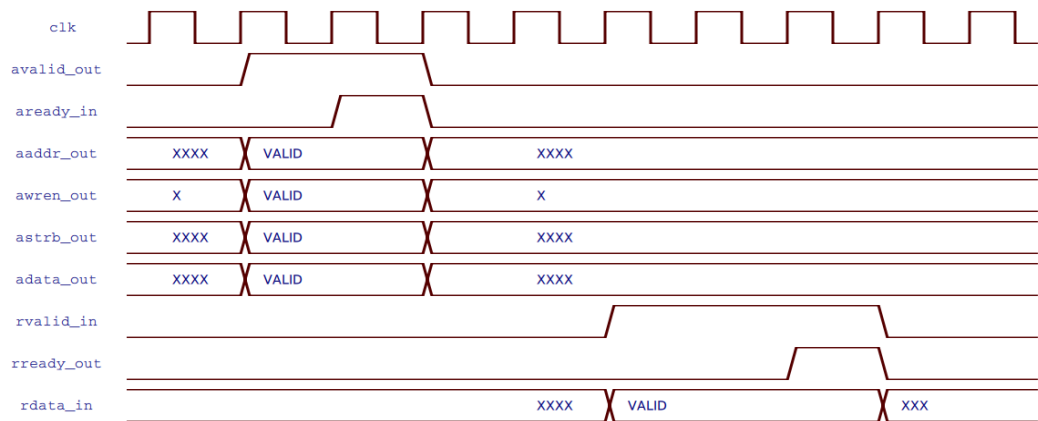 clk
avalid_out
aready_in
aaddr_out XXXX VALID XXXX
awren_out X VALID X
astrb_out XXXX VALID XXXX
adata_out XXXX VALID XXXX
rvalid_in
rready_out
rdata_in XXXX VALID XXX